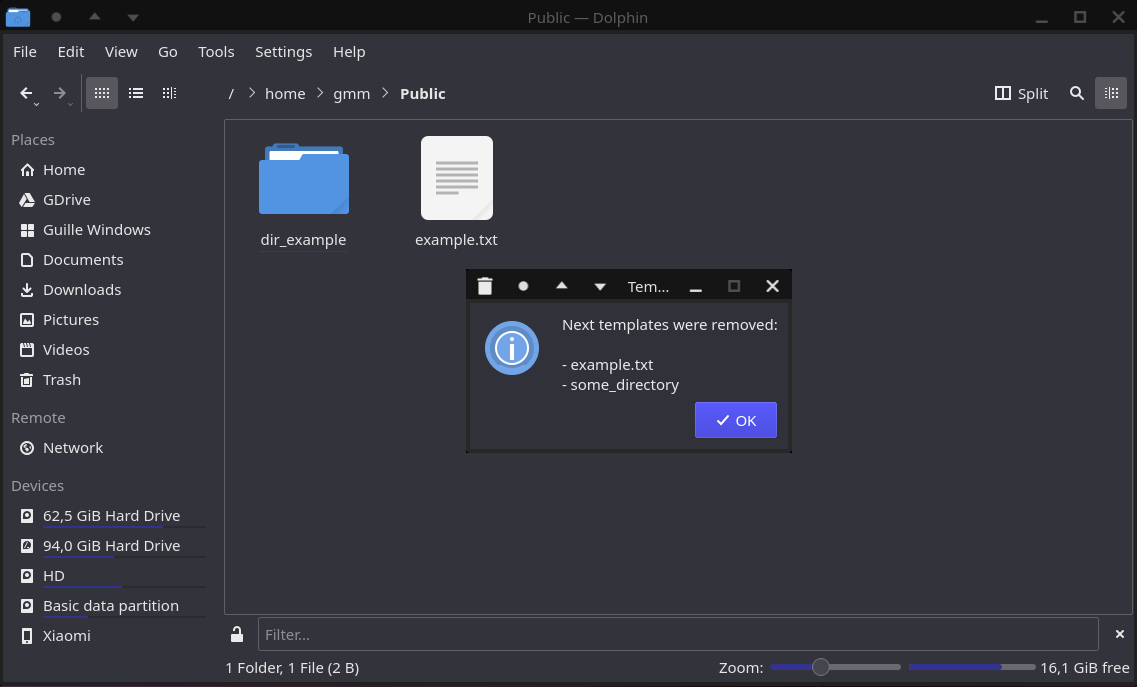 Public — Dolphin
File Edit View Go Tools Settings Help
/ home gmm Public
Split
Places
Home
GDrive
Guille Windows
Documents
Downloads
Pictures
Videos
Trash
Remote
Network
Devices
62,5 GiB Hard Drive
94,0 GiB Hard Drive
HD
Basic data partition
Xiaomi
dir_example
example.txt
Tem...
Next templates were removed:
- example.txt
- some_directory
OK
Filter...
1 Folder, 1 File (2 B)
Zoom:
16,1 GiB free